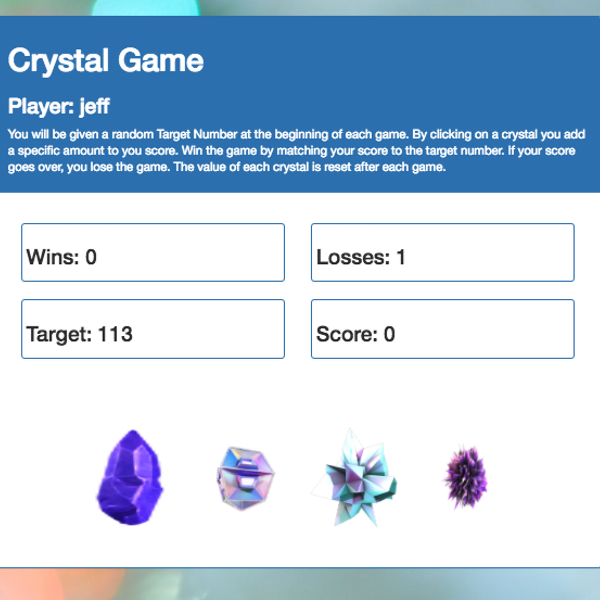 Crystal Game
Player: jeff
You will be given a random Target Number at the beginning of each game. By clicking on a crystal you add
a specific amount to you score. Win the game by matching your score to the target number. If your score
goes over, you lose the game. The value of each crystal is reset after each game.
Wins: 0
Losses: 1
Target: 113
Score: 0